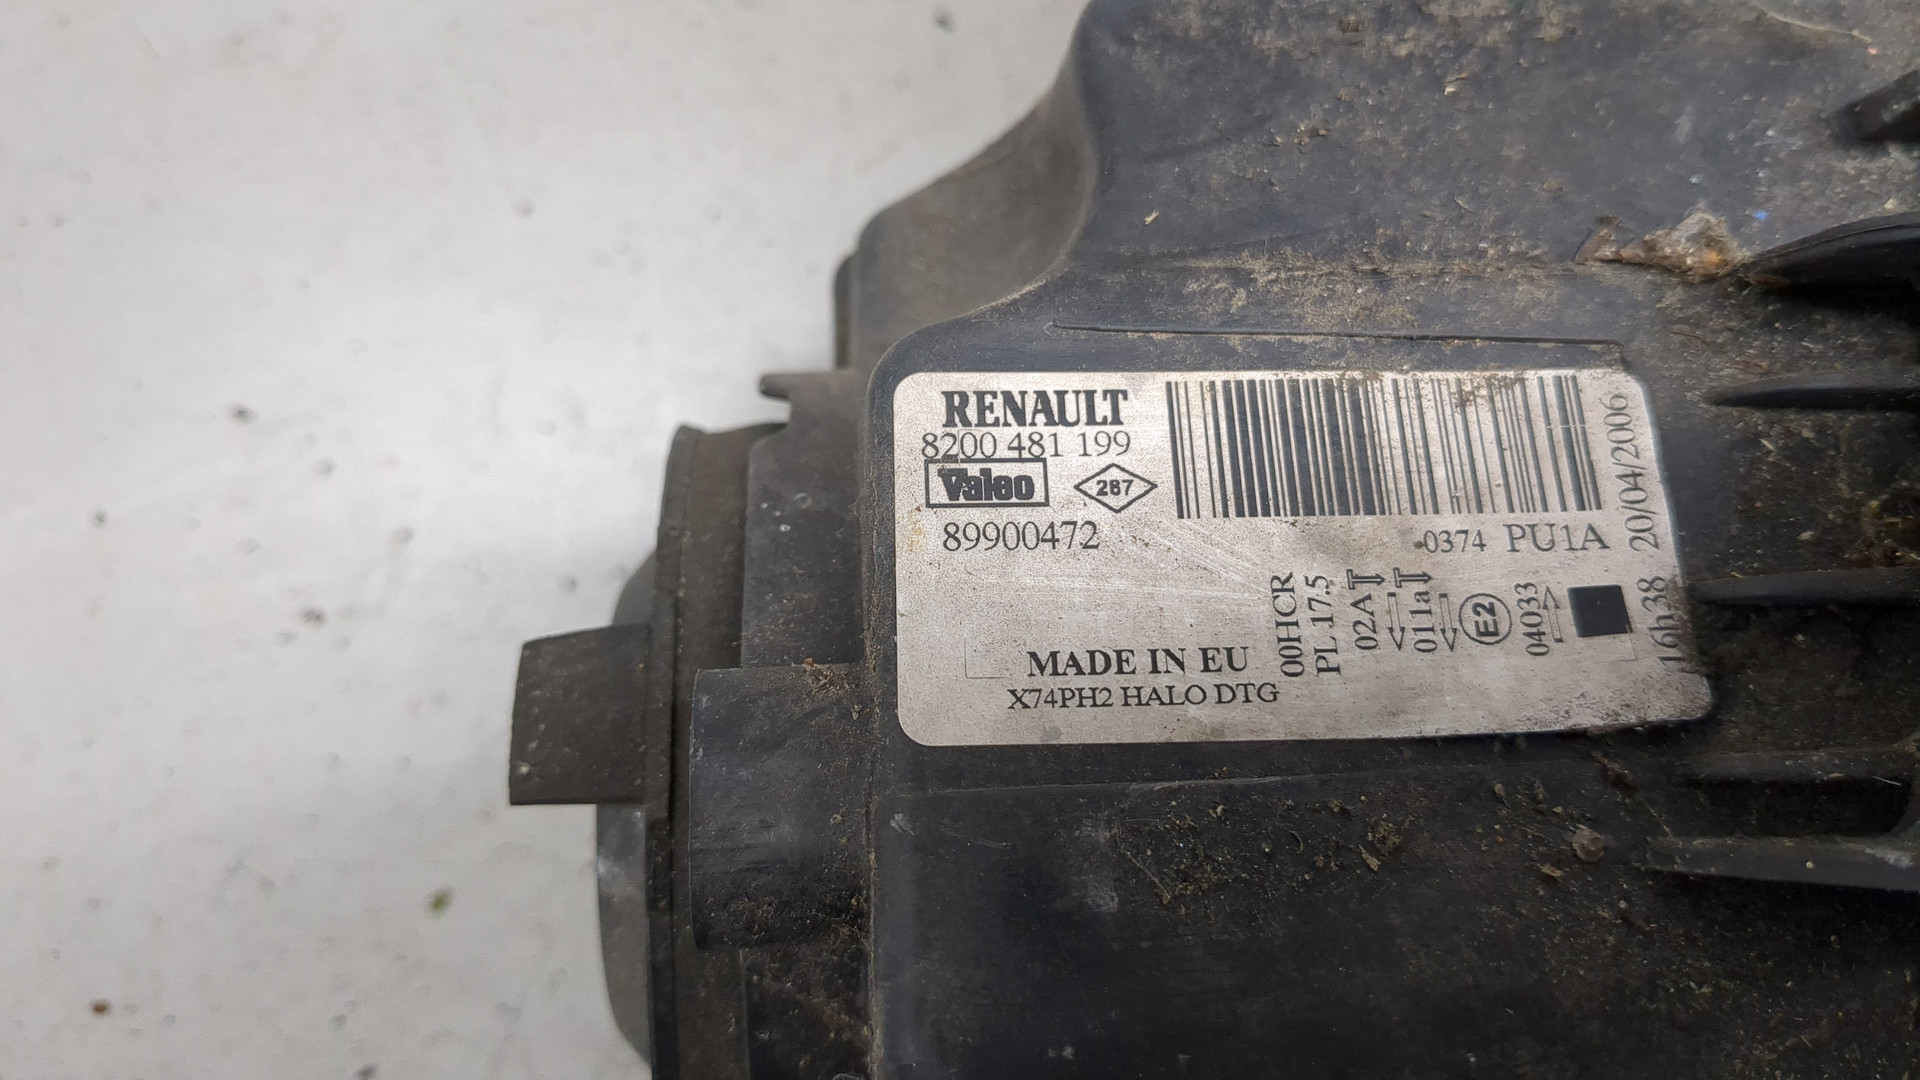 RENAULT
8200 481 199
Valeo 287
89900472
0374 PU1A
20/04/2006
16h38
00HCR
PL 17.5
02A
011a
E2
04033
MADE IN EU
X74PH2 HALO DTG